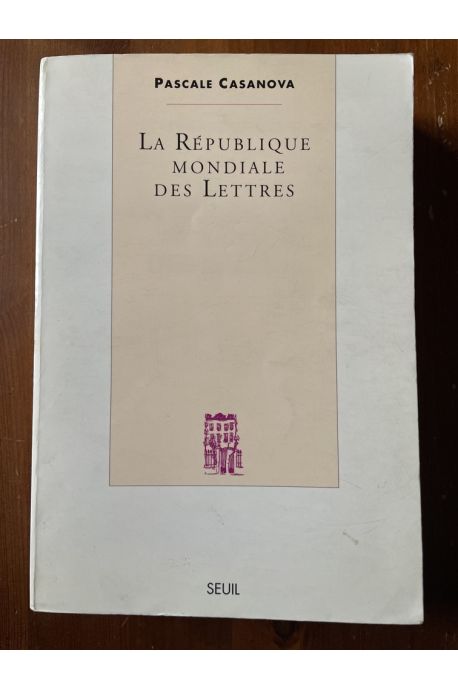 PASCALE CASANOVA
LA RÉPUBLIQUE
MONDIALE
DES LETTRES
SEUIL